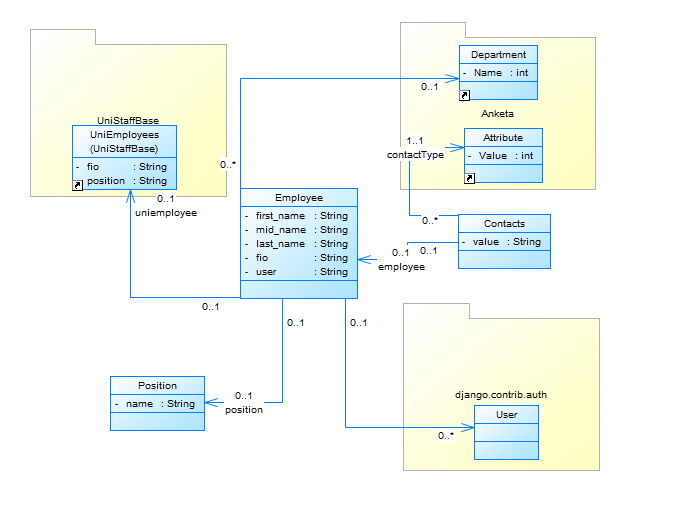 Department
- Name : int
0..1
Anketa
UniStaffBase
UniEmployees
(UniStaffBase)
- fio : String
- position : String
0..1
uniemployee
0..*
1..1
contactType
Attribute
- Value : int
Employee
- first_name : String
- mid_name : String
- last_name : String
- fio : String
- user : String
0..*
Contacts
- value : String
0..1
0..1
employee
0..1
0..1
0..1
Position
- name : String
0..1
position
django.contrib.auth
User
0..*